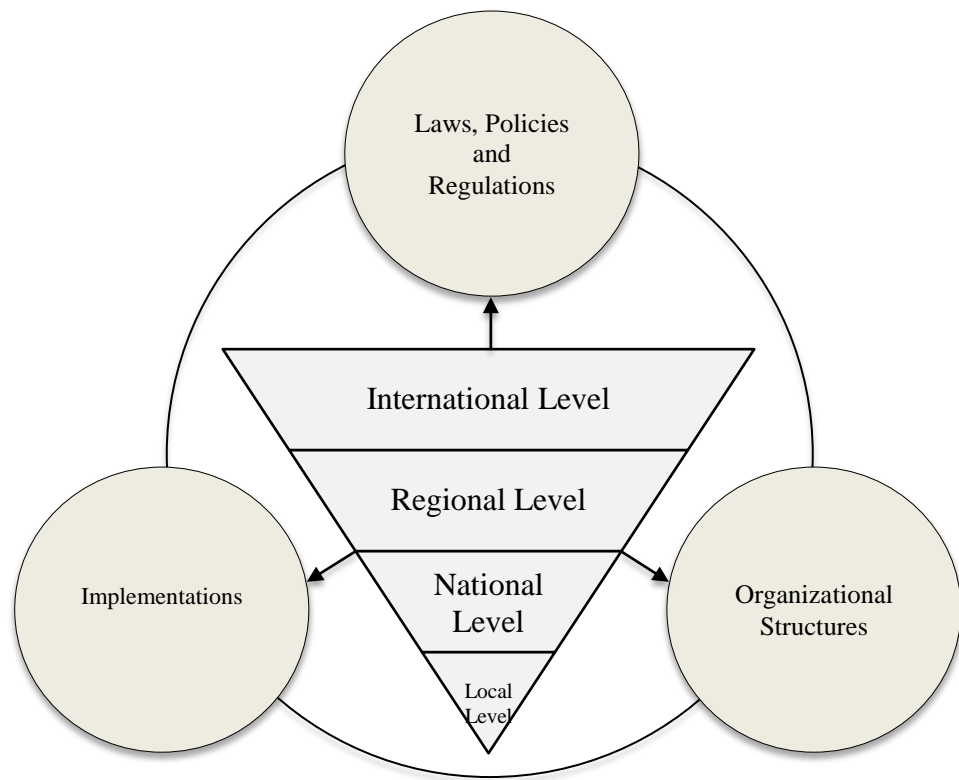 Laws, Policies
and
Regulations
International Level
Regional Level
National
Level
Local
Level
Implementations
Organizational
Structures